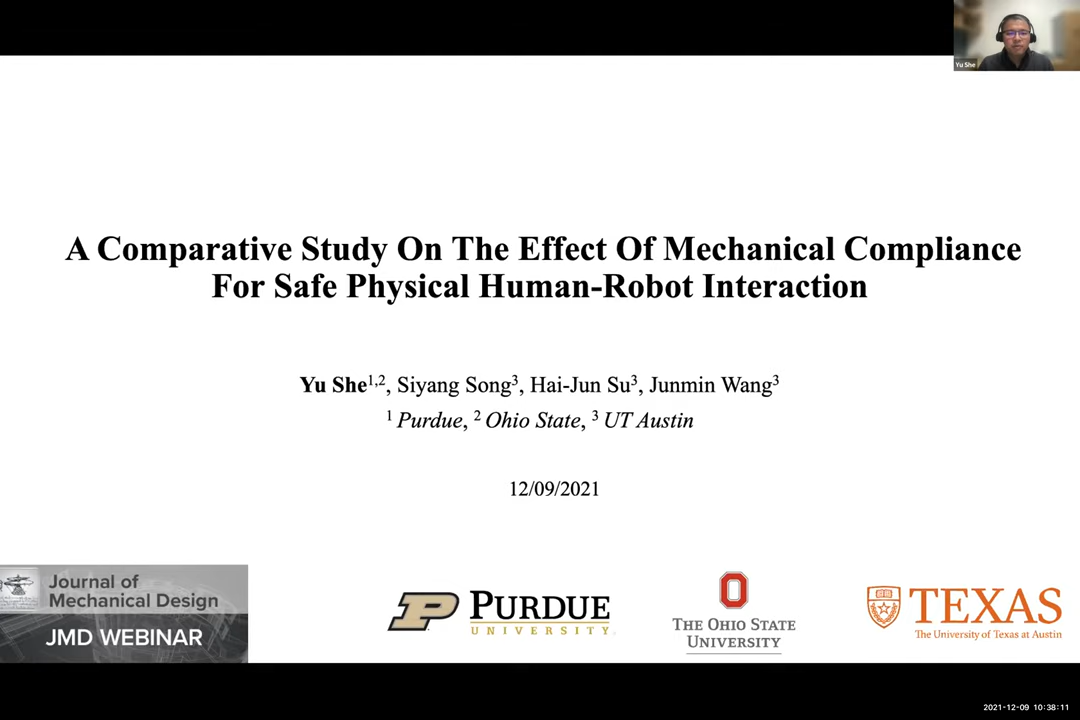 Yu She
A Comparative Study On The Effect Of Mechanical Compliance
For Safe Physical Human-Robot Interaction
Yu She1,2, Siyang Song3, Hai-Jun Su3, Junmin Wang3
1 Purdue, 2 Ohio State, 3 UT Austin
12/09/2021
Journal of
Mechanical Design
JMD WEBINAR
P PURDUE
UNIVERSITY
THE OHIO STATE
UNIVERSITY
TEXAS
The University of Texas at Austin
2021-12-09 10:38:11